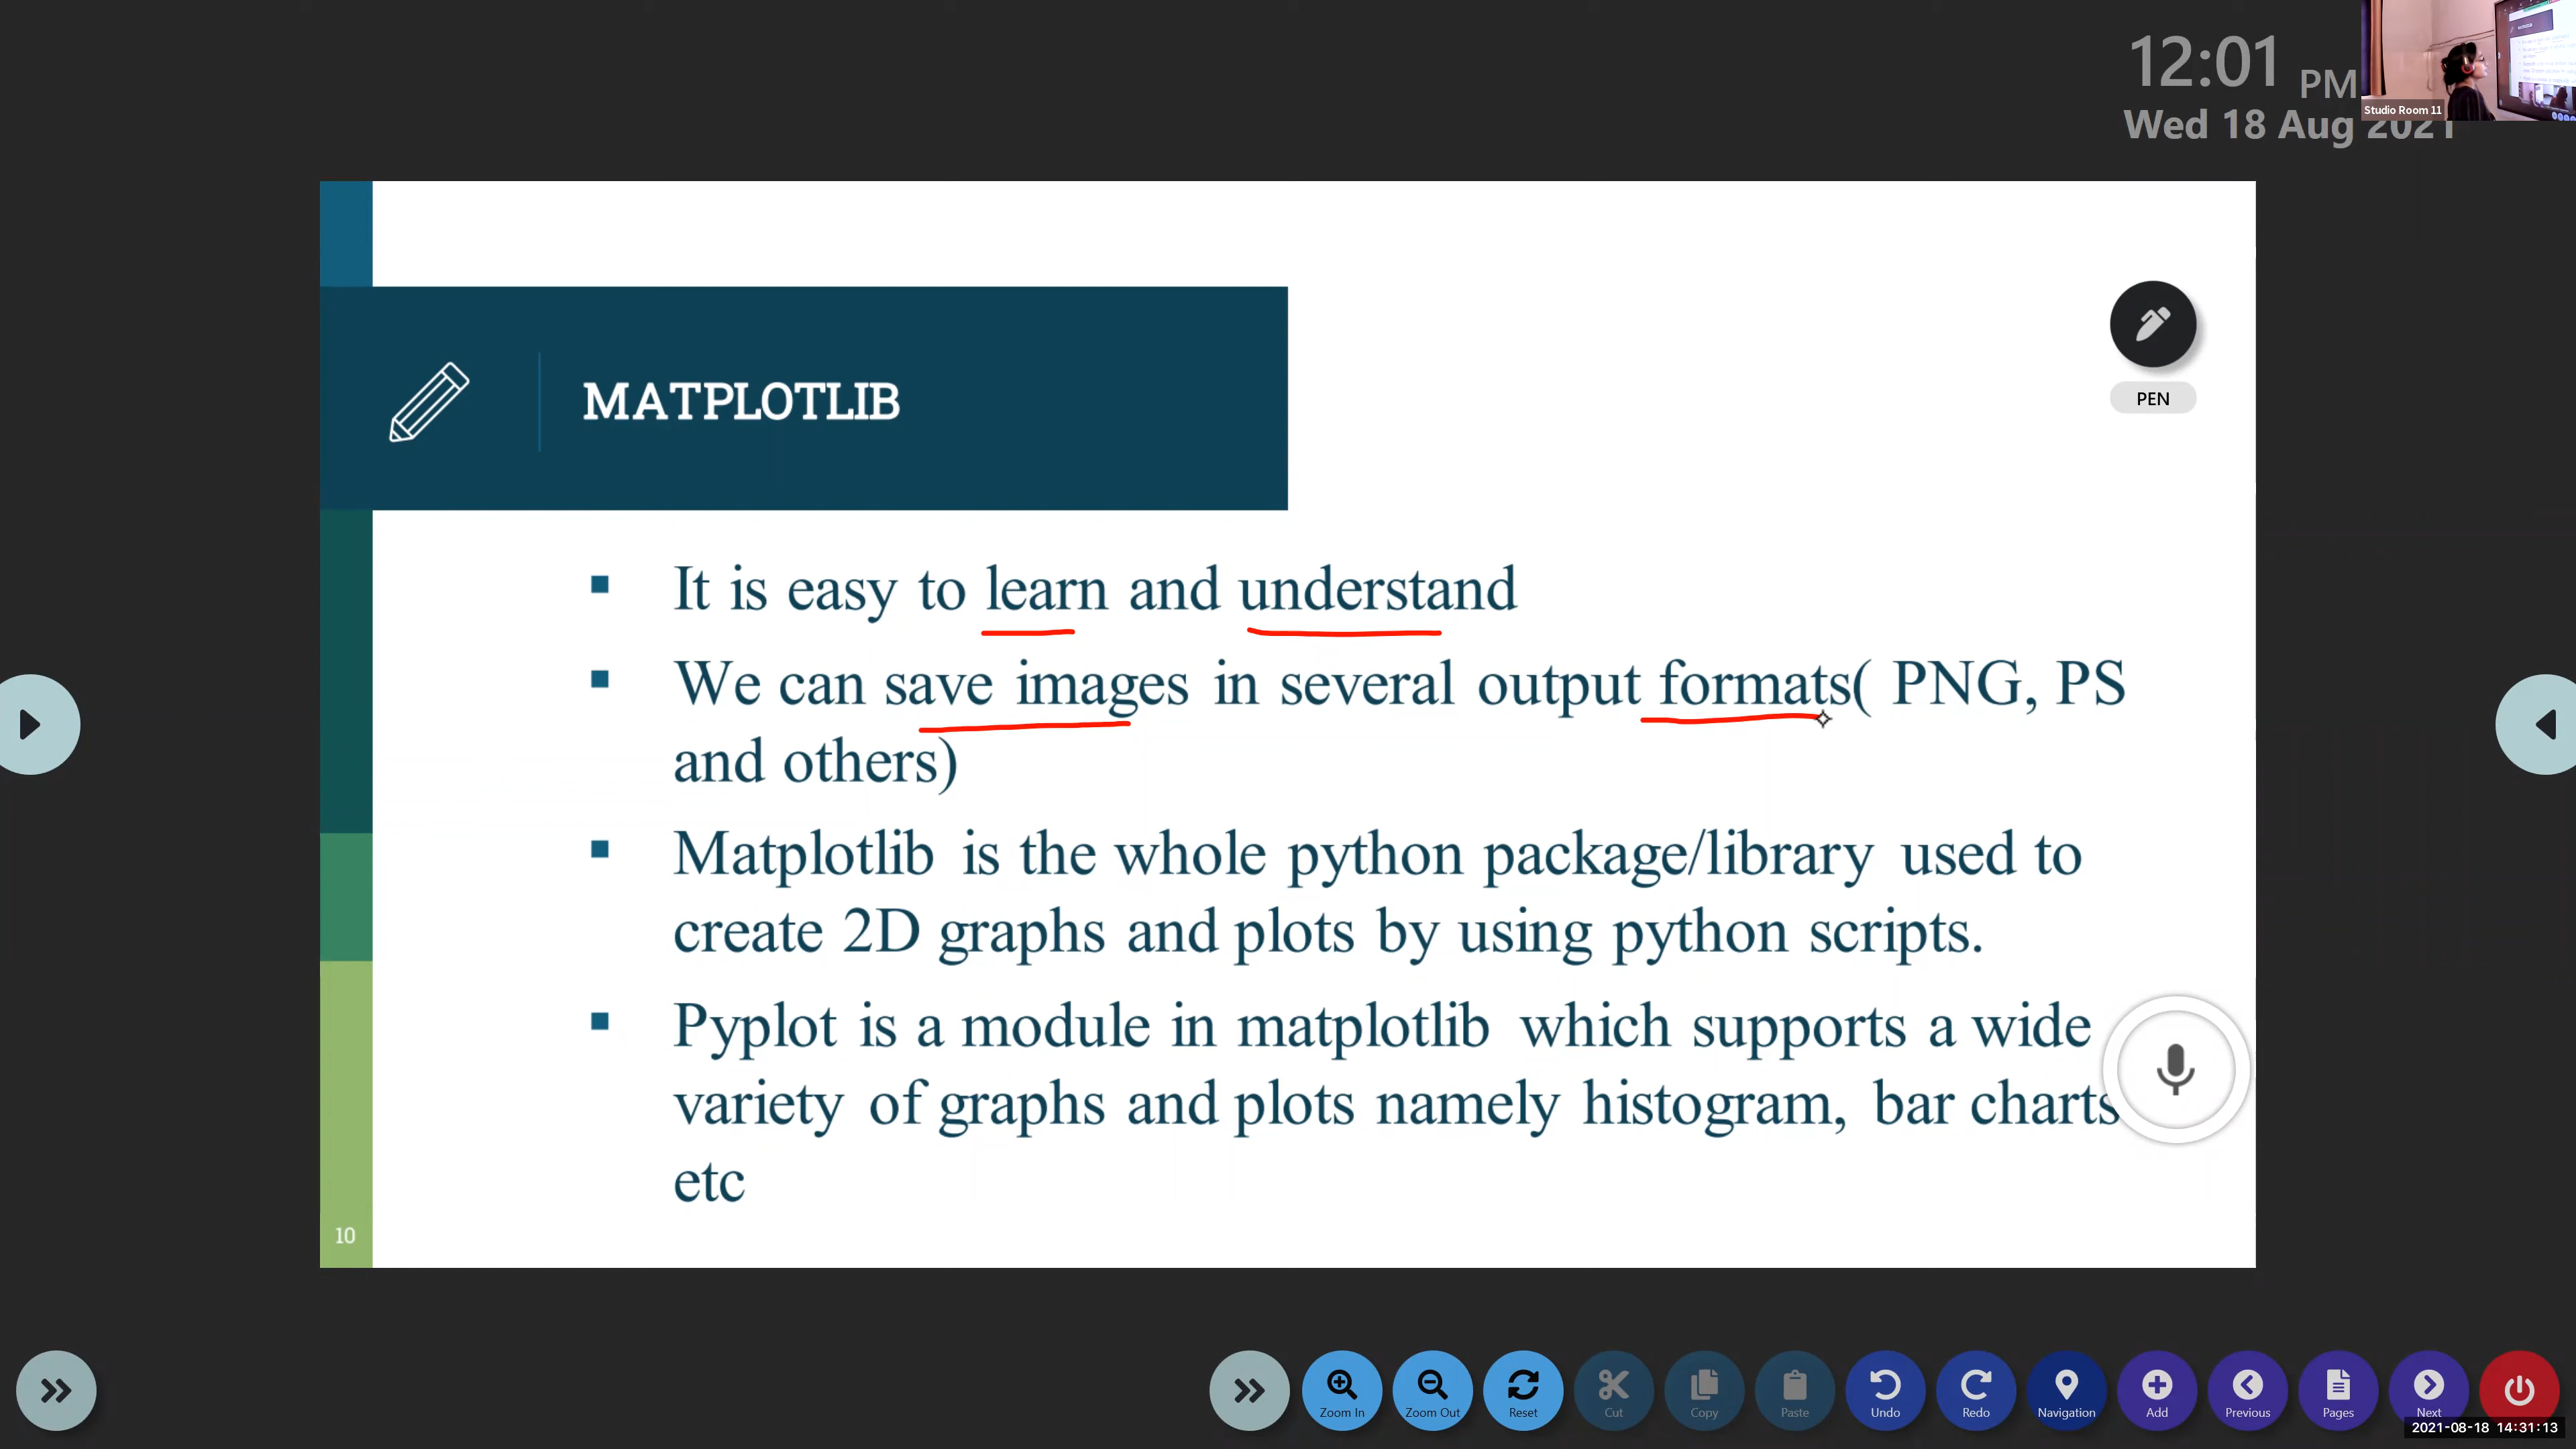 12:01 PM
Wed 18 Aug 2021
Studio Room 11
MATPLOTLIB
PEN
It is easy to learn and understand
We can save images in several output formats( PNG, PS
and others)
Matplotlib is the whole python package/library used to
create 2D graphs and plots by using python scripts.
Pyplot is a module in matplotlib which supports a wide
variety of graphs and plots namely histogram, bar charts
etc
10
Zoom In
Zoom Out
Reset
Cut
Copy
Paste
Undo
Redo
Navigation
Add
Previous
Pages
Next
2021-08-18 14:31:13